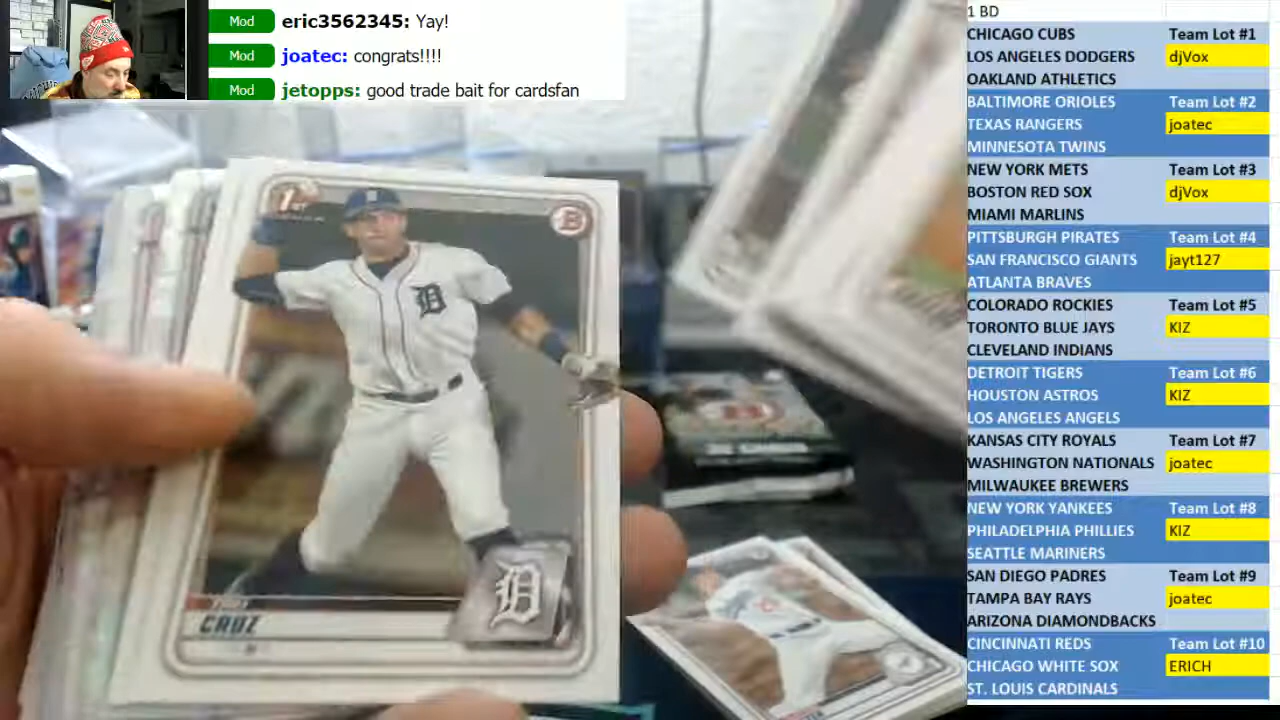 Mod eric3562345: Yay!
Mod joatec: congrats!!!!
Mod jetopps: good trade bait for cardsfan
1 BD
CHICAGO CUBS Team Lot #1
LOS ANGELES DODGERS djVox
OAKLAND ATHLETICS
BALTIMORE ORIOLES Team Lot #2
TEXAS RANGERS joatec
MINNESOTA TWINS
NEW YORK METS Team Lot #3
BOSTON RED SOX djVox
MIAMI MARLINS
PITTSBURGH PIRATES Team Lot #4
SAN FRANCISCO GIANTS jayt127
ATLANTA BRAVES
COLORADO ROCKIES Team Lot #5
TORONTO BLUE JAYS KIZ
CLEVELAND INDIANS
DETROIT TIGERS Team Lot #6
HOUSTON ASTROS KIZ
LOS ANGELES ANGELS
KANSAS CITY ROYALS Team Lot #7
WASHINGTON NATIONALS joatec
MILWAUKEE BREWERS
NEW YORK YANKEES Team Lot #8
PHILADELPHIA PHILLIES KIZ
SEATTLE MARINERS
SAN DIEGO PADRES Team Lot #9
TAMPA BAY RAYS joatec
ARIZONA DIAMONDBACKS
CINCINNATI REDS Team Lot #10
CHICAGO WHITE SOX ERICH
ST. LOUIS CARDINALS
1st
B
D
D
CRUZ